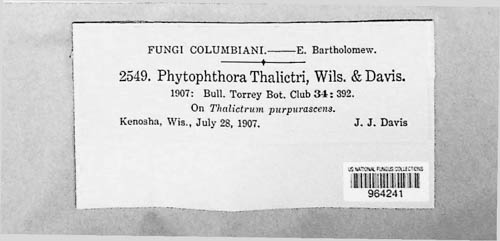 FUNGI COLUMBIANI.——E. Bartholomew.
2549. Phytophthora Thalictri, Wils. & Davis.
1907: Bull. Torrey Bot. Club 34: 392.
On Thalictrum purpurascens.
Kenosha, Wis., July 28, 1907. J. J. Davis
US NATIONAL FUNGUS COLLECTIONS
964241